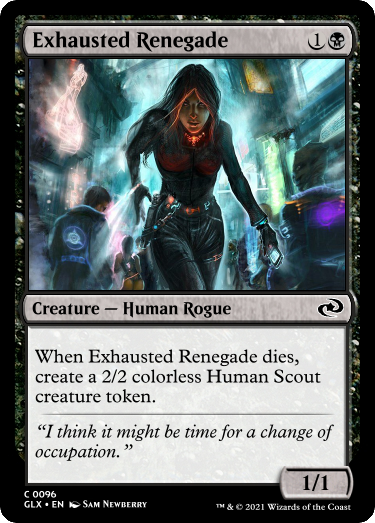 Exhausted Renegade 1
Creature — Human Rogue
When Exhausted Renegade dies,
create a 2/2 colorless Human Scout
creature token.
“I think it might be time for a change of
occupation.”
1/1
C 0096
GLX • EN SAM NEWBERRY
™ & © 2021 Wizards of the Coast